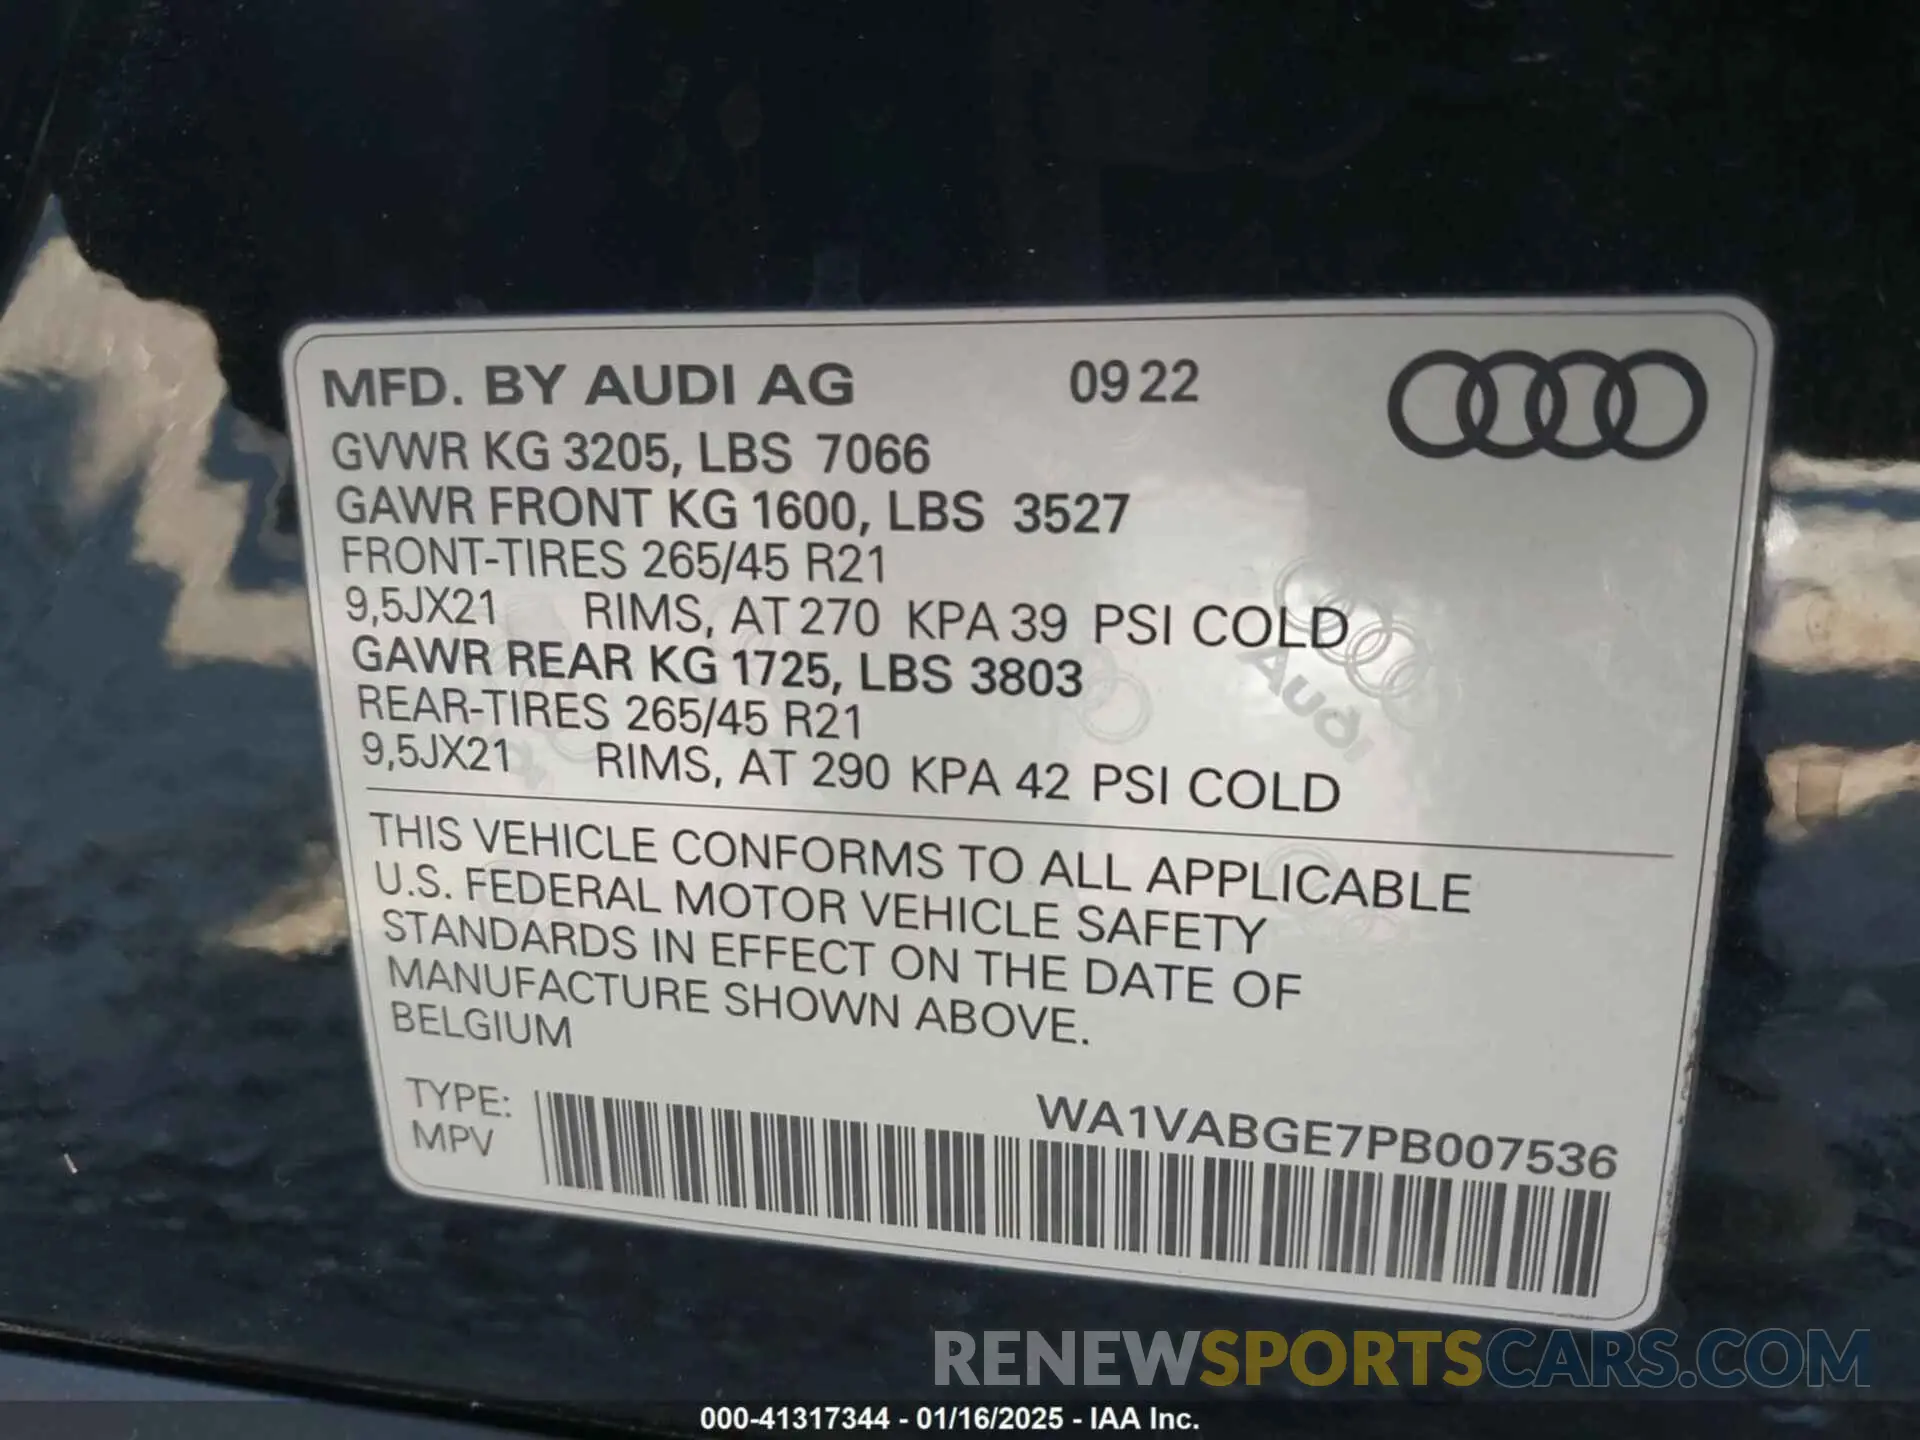 MFD. BY AUDI AG 09 22
GVWR KG 3205, LBS 7066
GAWR FRONT KG 1600, LBS 3527
FRONT-TIRES 265/45 R21
9,5JX21 RIMS, AT 270 KPA 39 PSI COLD
GAWR REAR KG 1725, LBS 3803
REAR-TIRES 265/45 R21
9,5JX21 RIMS, AT 290 KPA 42 PSI COLD
Audi
THIS VEHICLE CONFORMS TO ALL APPLICABLE
U.S. FEDERAL MOTOR VEHICLE SAFETY
STANDARDS IN EFFECT ON THE DATE OF
MANUFACTURE SHOWN ABOVE.
BELGIUM
TYPE:
MPV
WA1VABGE7PB007536
RENEWSPORTSCARS.COM
000-41317344 - 01/16/2025 - IAA Inc.